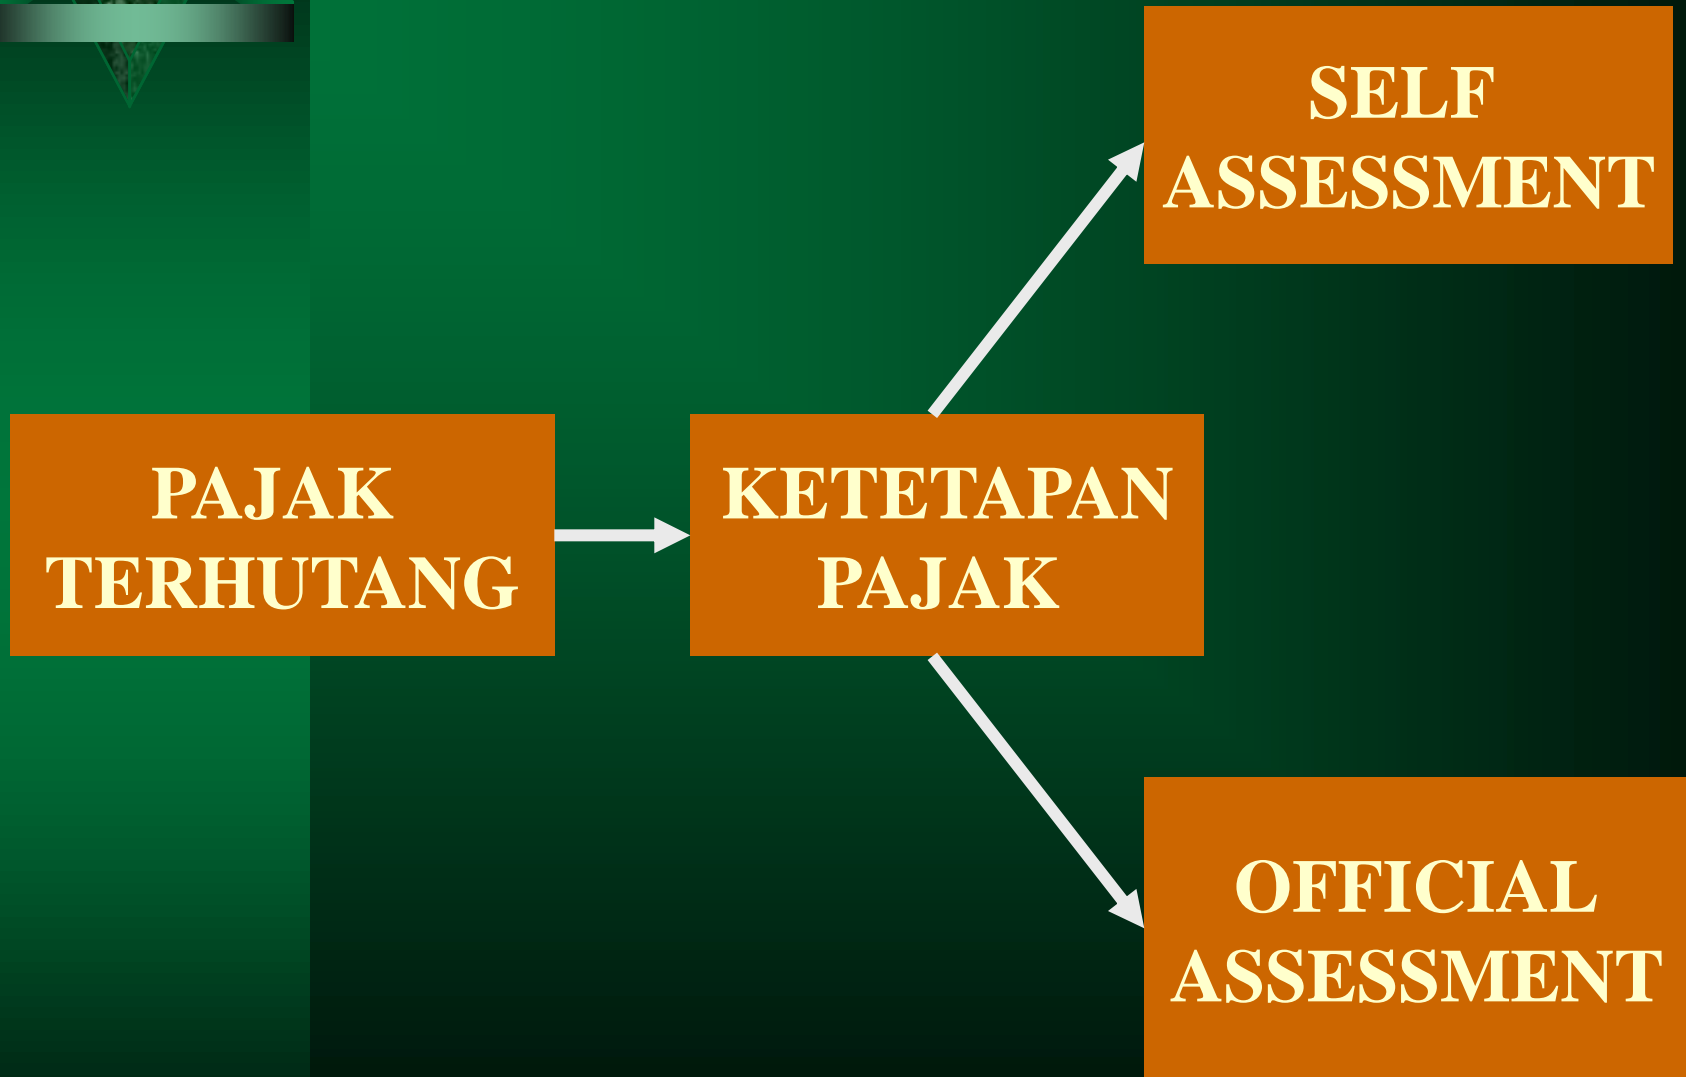 SELF
ASSESSMENT
PAJAK
TERHUTANG
KETETAPAN
PAJAK
OFFICIAL
ASSESSMENT